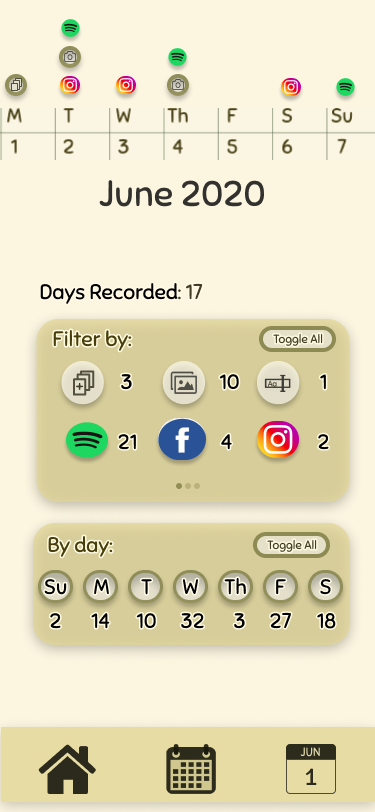 M T W Th F S Su
1 2 3 4 5 6 7
June 2020
Days Recorded: 17
Filter by: Toggle All
3 10 Ag 1
21 f 4 2
By day: Toggle All
Su M T W Th F S
2 14 10 32 3 27 18
JUN
1